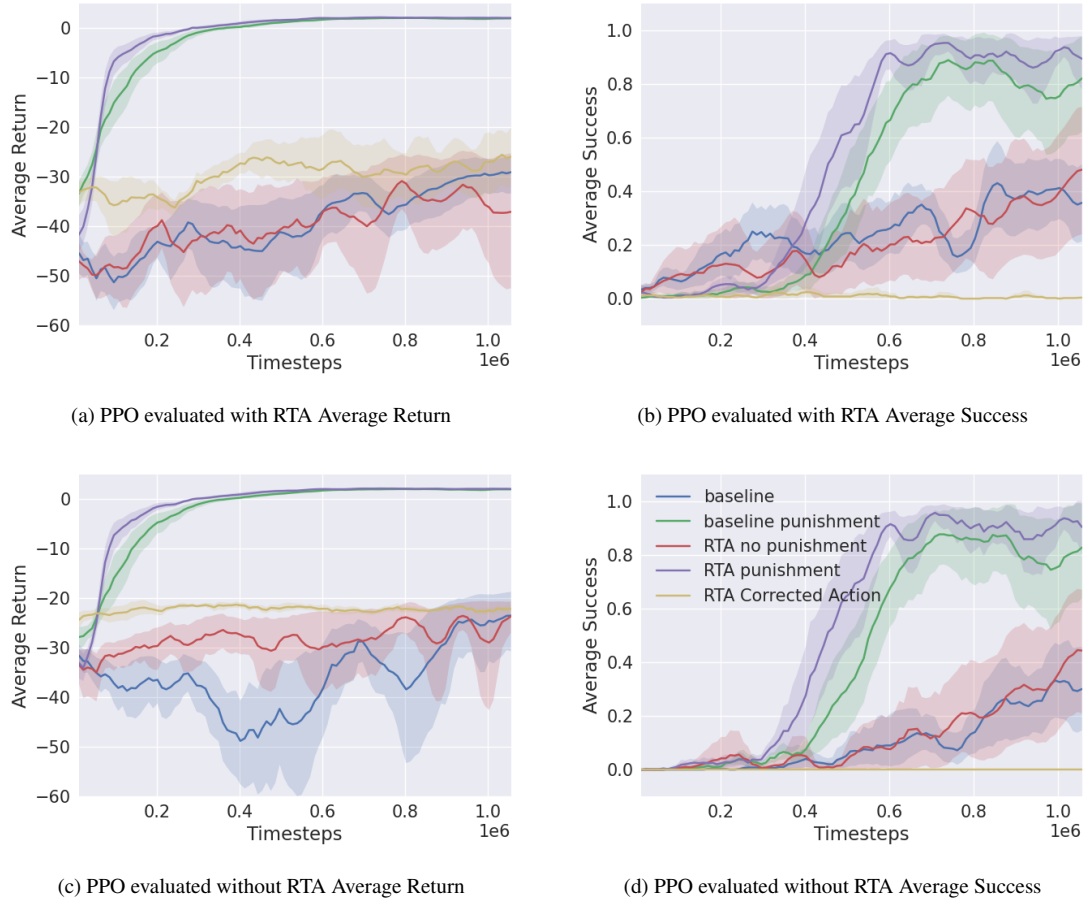 0
−10
−20
−30
−40
−50
−60
Average Return
0.2
0.4
0.6
0.8
1.0
1e6
Timesteps
(a) PPO evaluated with RTA Average Return
1.0
0.8
0.6
0.4
0.2
0.0
Average Success
0.2
0.4
0.6
0.8
1.0
1e6
Timesteps
(b) PPO evaluated with RTA Average Success
0
−10
−20
−30
−40
−50
−60
Average Return
0.2
0.4
0.6
0.8
1.0
1e6
Timesteps
(c) PPO evaluated without RTA Average Return
1.0
0.8
0.6
0.4
0.2
0.0
Average Success
baseline
baseline punishment
RTA no punishment
RTA punishment
RTA Corrected Action
0.2
0.4
0.6
0.8
1.0
1e6
Timesteps
(d) PPO evaluated without RTA Average Success